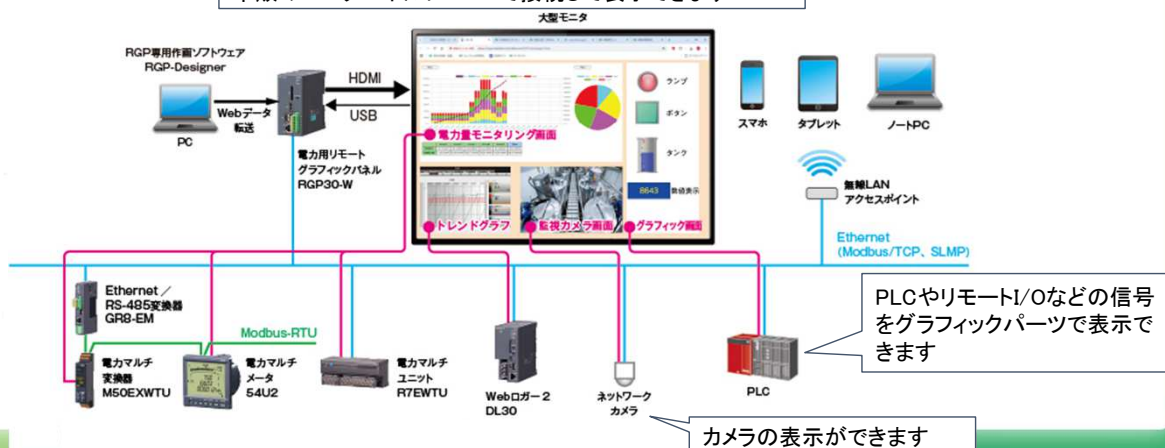 大型モニタ
RGP専用作画ソフトウェア
RGP-Designer
HDMI
USB
Webデータ
転送
PC
電力用リモート
グラフィックパネル
RGP30-W
電力量モニタリング画面
ランプ
ボタン
タンク
8643
数値表示
トレンドグラフ
監視カメラ画面
グラフィック画面
スマホ
タブレット
ノートPC
無線LAN
アクセスポイント
Ethernet
(Modbus/TCP、SLMP)
Ethernet／
RS-485変換器
GR8-EM
Modbus-RTU
電力マルチ
変換器
M50EXWTU
電力マルチ
メータ
54U2
電力マルチ
ユニット
R7EWTU
Webロガー2
DL30
ネットワーク
カメラ
PLC
PLCやリモートI/Oなどの信号
をグラフィックパーツで表示で
きます
カメラの表示ができます